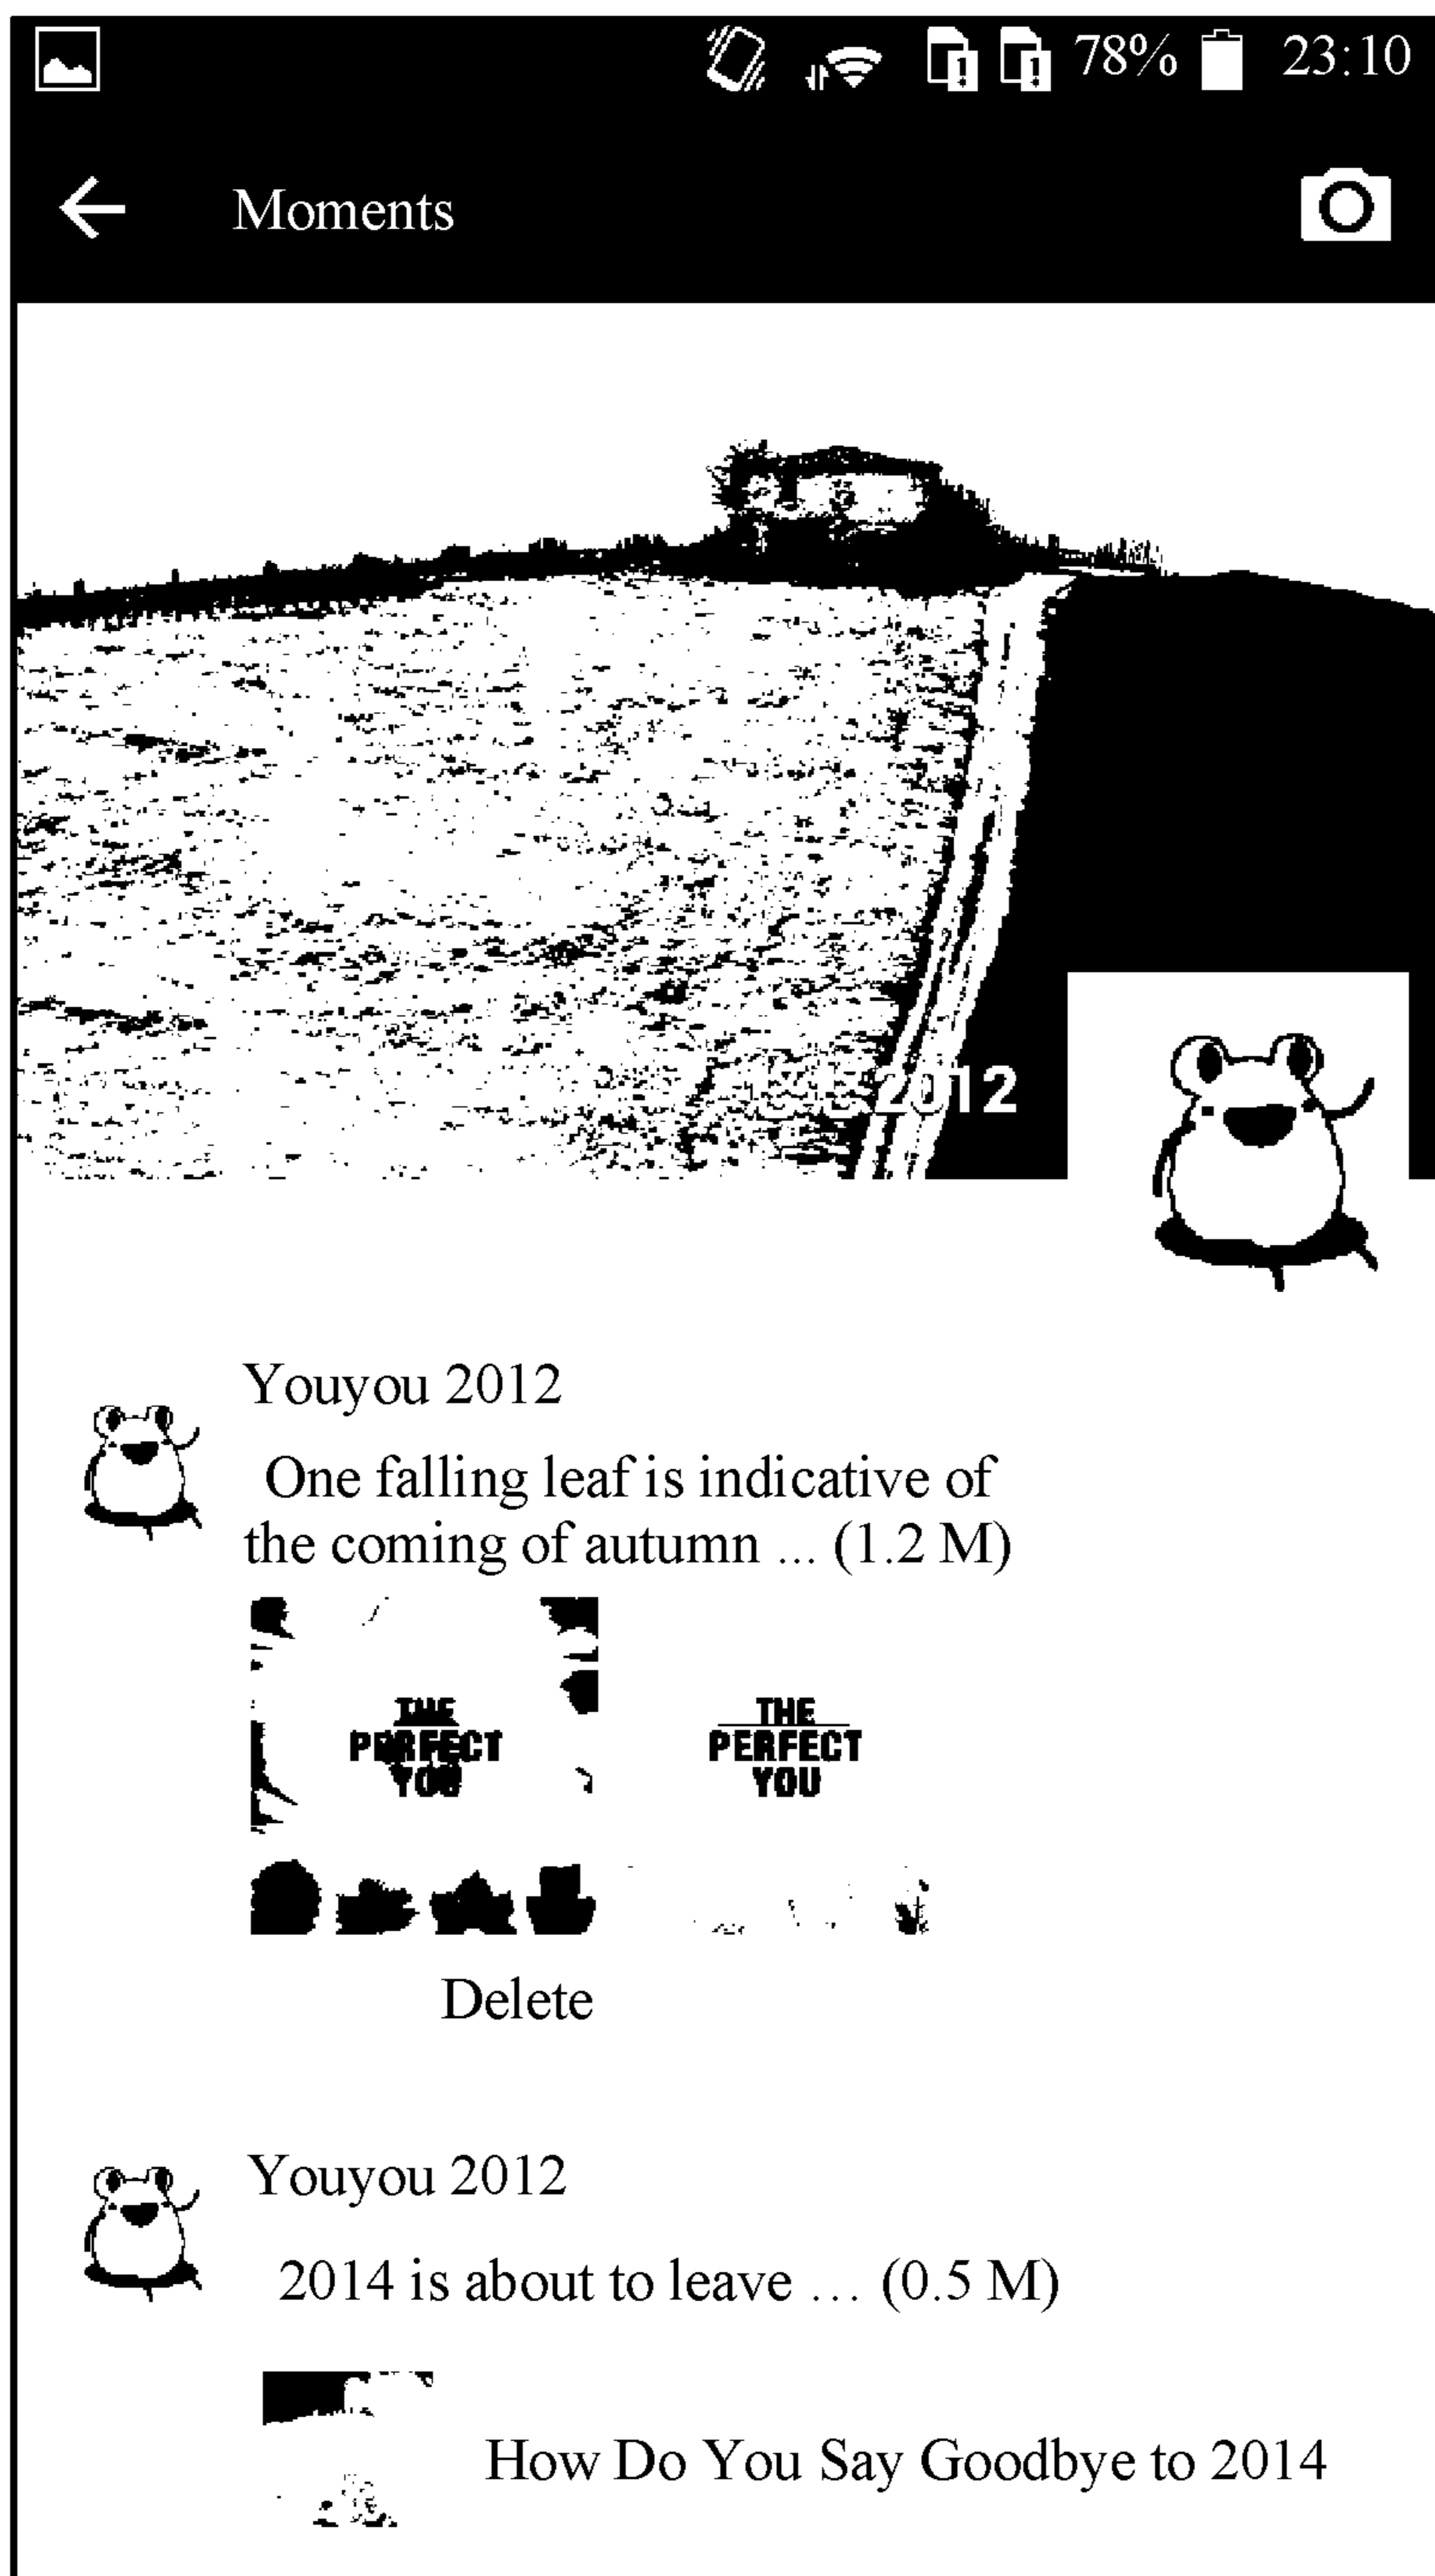 78% 23:10
Moments
2012
Youyou 2012
One falling leaf is indicative of
the coming of autumn ... (1.2 M)
THE
PERFECT
YOU
THE
PERFECT
YOU
Delete
Youyou 2012
2014 is about to leave ... (0.5 M)
How Do You Say Goodbye to 2014